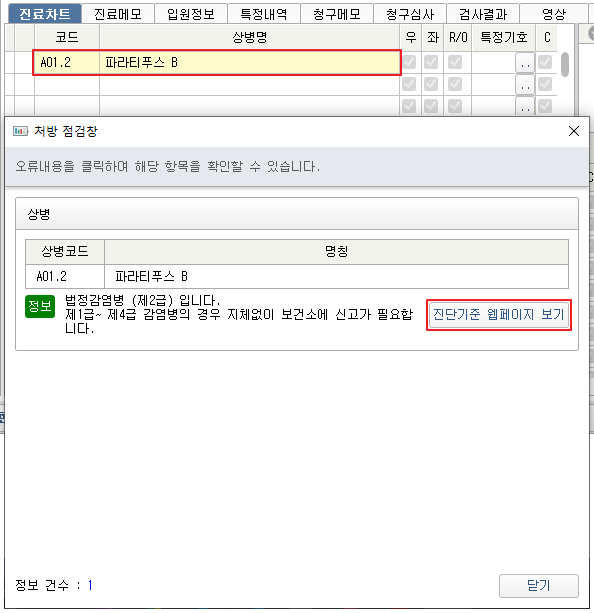 진료차트 진료메모 입원정보 특정내역 청구메모 청구심사 검사결과 영상
코드 상병명 우 좌 R/O 특정기호 C
A01.2 파라티푸스 B ..
..
..
처방 점검창
오류내용을 클릭하여 해당 항목을 확인할 수 있습니다.
상병
상병코드 명칭
A01.2 파라티푸스 B
정보
법정감염병 (제2급) 입니다.
제1급~ 제4급 감염병의 경우 지체없이 보건소에 신고가 필요합
니다.
진단기준 웹페이지 보기
정보 건수 : 1
닫기